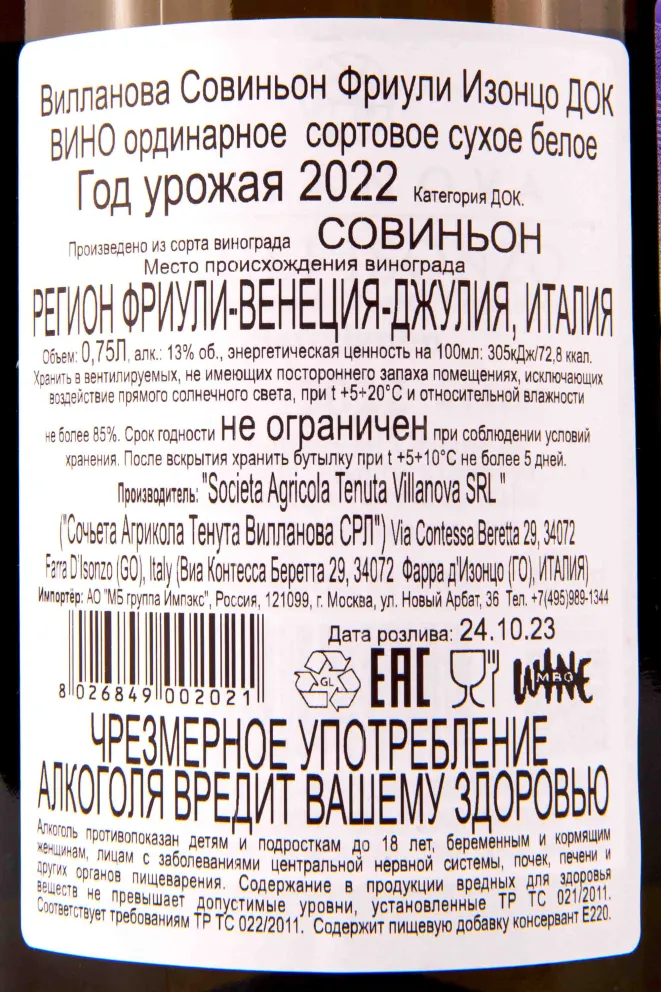 Вилланова Совиньон Фриули Изонцо ДОК
ВИНО ординарное сортовое сухое белое
Год урожая 2022 Категория ДОК.
Произведено из сорта винограда СОВИНЬОН
Место происхождения винограда
РЕГИОН ФРИУЛИ-ВЕНЕЦИЯ-ДЖУЛИЯ, ИТАЛИЯ
Объем: 0,75Л, алк.: 13% об., энергетическая ценность на 100мл: 305кДж/72,8 ккал.
Хранить в вентилируемых, не имеющих постороннего запаха помещениях, исключающих
воздействие прямого солнечного света, при t +5÷20°C и относительной влажности
не более 85%. Срок годности не ограничен при соблюдении условий
хранения. После вскрытия хранить бутылку при t +5+10°C не более 5 дней.
Производитель: "Societa Agricola Tenuta Villanova SRL "
("Сочьета Агрикола Тенута Вилланова СРЛ") Via Contessa Beretta 29, 34072
Farra D'Isonzo (GO), Italy (Виа Контесса Беретта 29, 34072 Фарра д'Изонцо (ГО), ИТАЛИЯ)
Импортёр: АО "МБ группа Импэкс", Россия, 121099, г. Москва, ул. Новый Арбат, 36 Тел. +7(495)989-1344
Дата розлива: 24.10.23
8 026849 002021
GL
EAC
WINE
MBG
ЧРЕЗМЕРНОЕ УПОТРЕБЛЕНИЕ
АЛКОГОЛЯ ВРЕДИТ ВАШЕМУ ЗДОРОВЬЮ
Алкоголь противопоказан детям и подросткам до 18 лет, беременным и кормящим
женщинам, лицам с заболеваниями центральной нервной системы, почек, печени и
других органов пищеварения. Содержание в продукции вредных для здоровья
веществ не превышает допустимые уровни, установленные ТР ТС 021/2011.
Соответствует требованиям ТР ТС 022/2011. Содержит пищевую добавку консервант Е220.